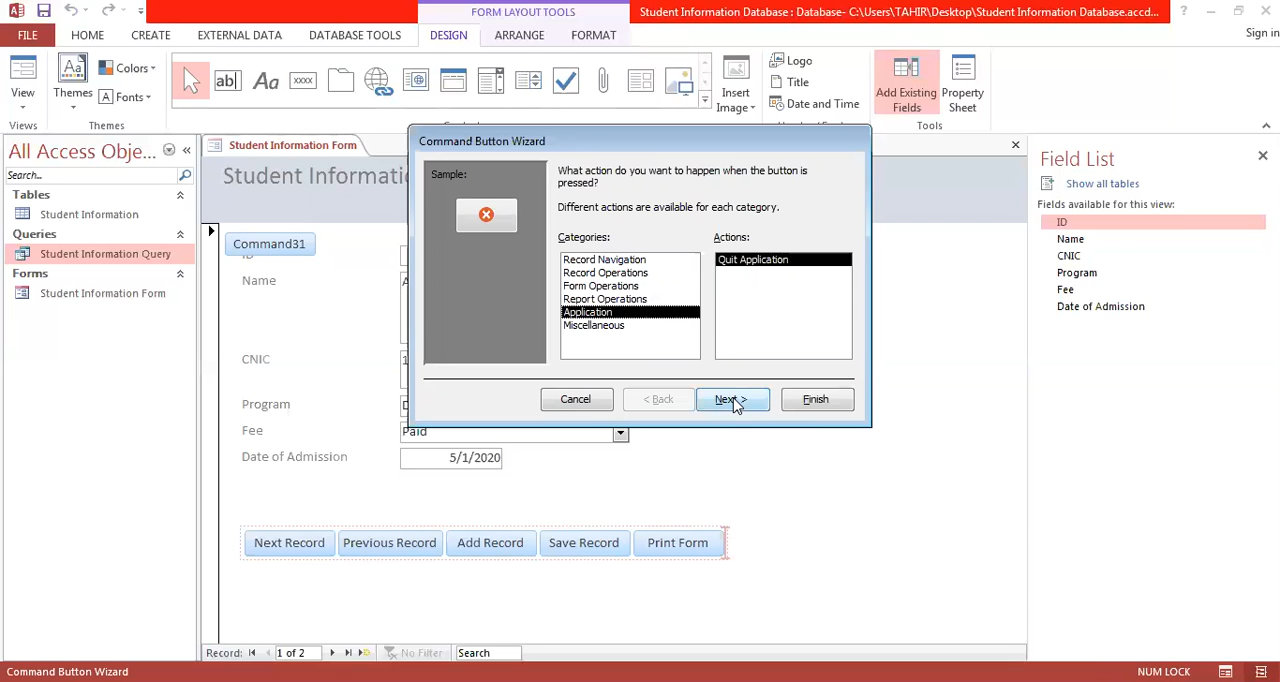 FORM LAYOUT TOOLS
Student Information Database : Database- C:\Users\TAHIR\Desktop\Student Information Database.accd...
?
FILE HOME CREATE EXTERNAL DATA DATABASE TOOLS DESIGN ARRANGE FORMAT Sign in
View
Views
Themes
Colors
Fonts
Themes
ab|
Aa
XXXX
Insert
Image
Logo
Title
Date and Time
Add Existing
Fields
Property
Sheet
Tools
All Access Obje...
Search...
Tables
Student Information
Queries
Student Information Query
Forms
Student Information Form
Student Information Form
Student Informati
Command31
Name
CNIC
Program
Fee
Paid
Date of Admission
5/1/2020
Next Record
Previous Record
Add Record
Save Record
Print Form
Command Button Wizard
Sample:
What action do you want to happen when the button is
pressed?
Different actions are available for each category.
Categories:
Record Navigation
Record Operations
Form Operations
Report Operations
Application
Miscellaneous
Actions:
Quit Application
Cancel
< Back
Next >
Finish
Field List
Show all tables
Fields available for this view:
ID
Name
CNIC
Program
Fee
Date of Admission
Record: 1 of 2 No Filter Search
Command Button Wizard
NUM LOCK